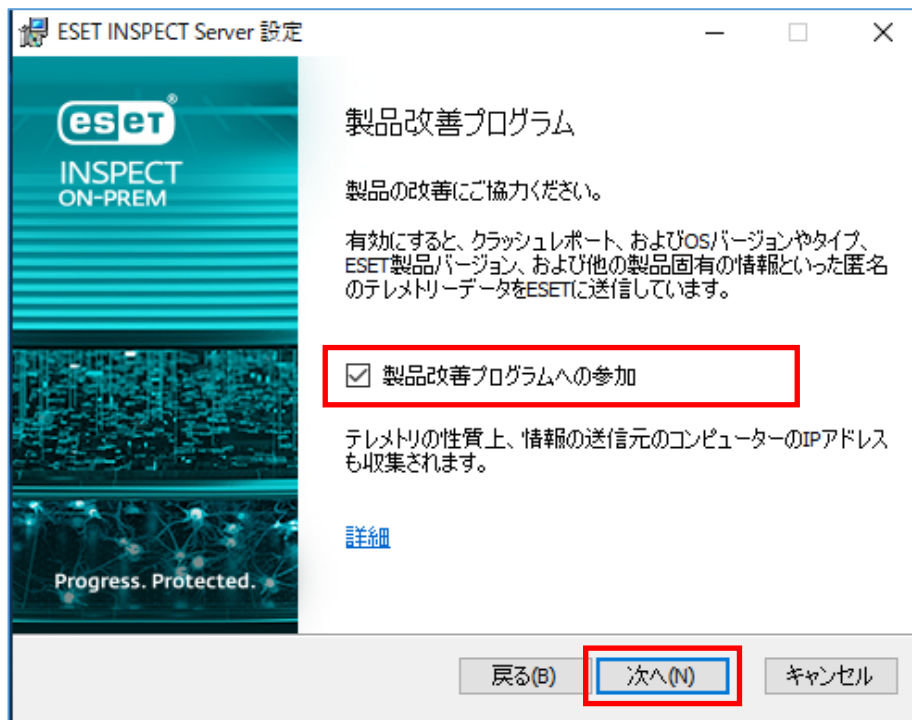 ESET INSPECT Server 設定
eseT®
INSPECT
ON-PREM
Progress. Protected.
製品改善プログラム
製品の改善にご協力ください。
有効にすると、クラッシュレポート、およびOSバージョンやタイプ、
ESET製品バージョン、および他の製品固有の情報といった匿名
のテレメトリーデータをESETに送信しています。
製品改善プログラムへの参加
テレメトリの性質上、情報の送信元のコンピューターのIPアドレス
も収集されます。
詳細
戻る(B)
次へ(N)
キャンセル